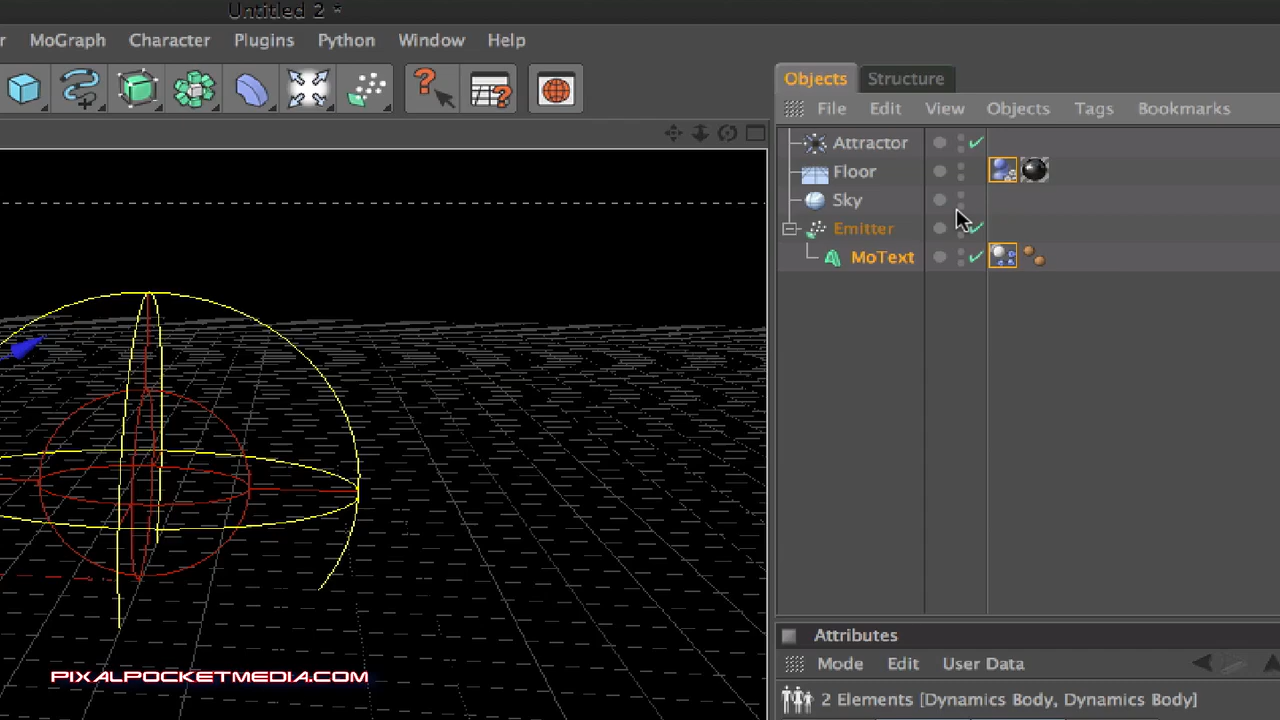 Untitled 2 *
MoGraph Character Plugins Python Window Help
Objects Structure
File Edit View Objects Tags Bookmarks
Attractor
Floor
Sky
Emitter
MoText
Attributes
Mode Edit User Data
2 Elements [Dynamics Body, Dynamics Body]
PIXALPOCKETMEDIA.COM